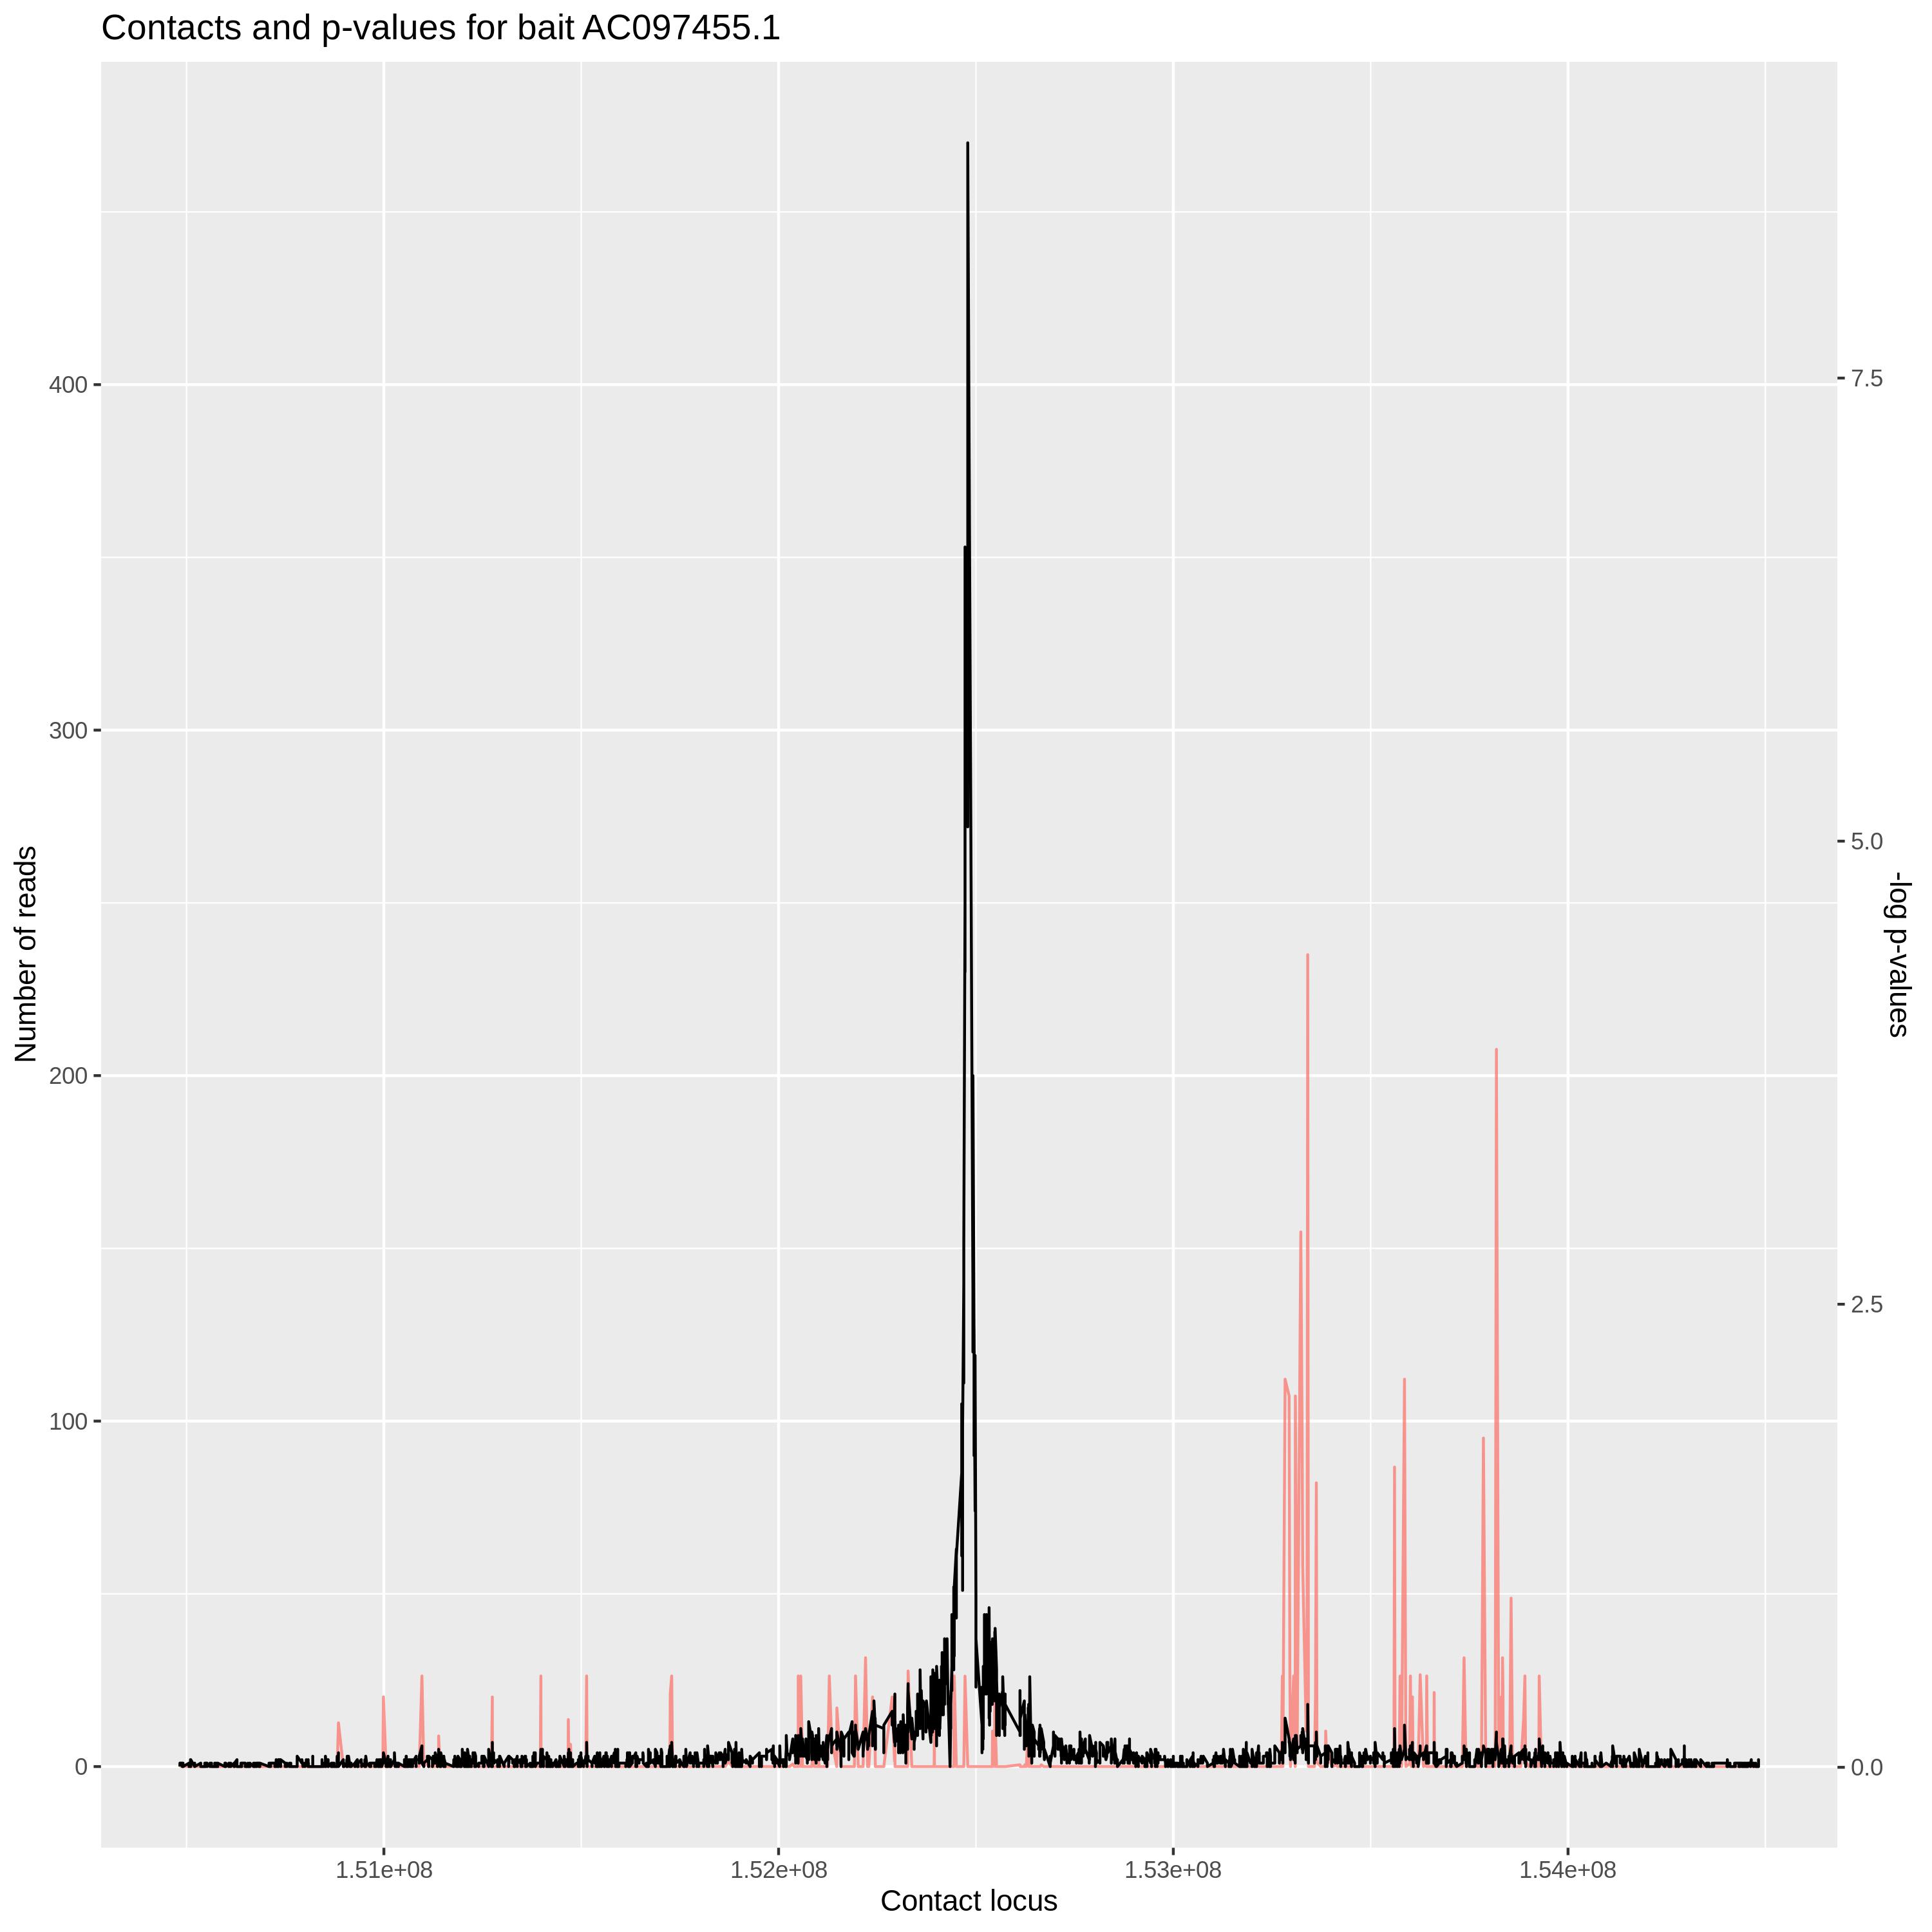 Contacts and p-values for bait AC097455.1
400
300
200
100
0
7.5
5.0
2.5
0.0
Number of reads
-log p-values
1.51e+08
1.52e+08
1.53e+08
1.54e+08
Contact locus